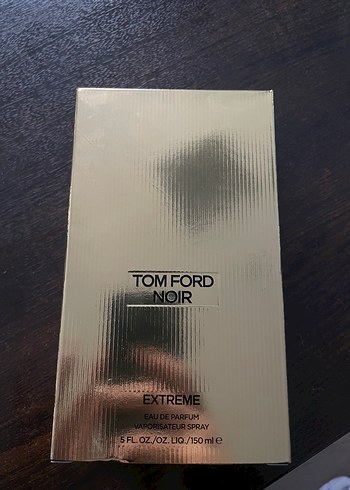 TOM FORD
NOIR
EXTREME
EAU DE PARFUM
VAPORISATEUR SPRAY
5 FL. OZ./OZ. LIQ./150 ml ℮